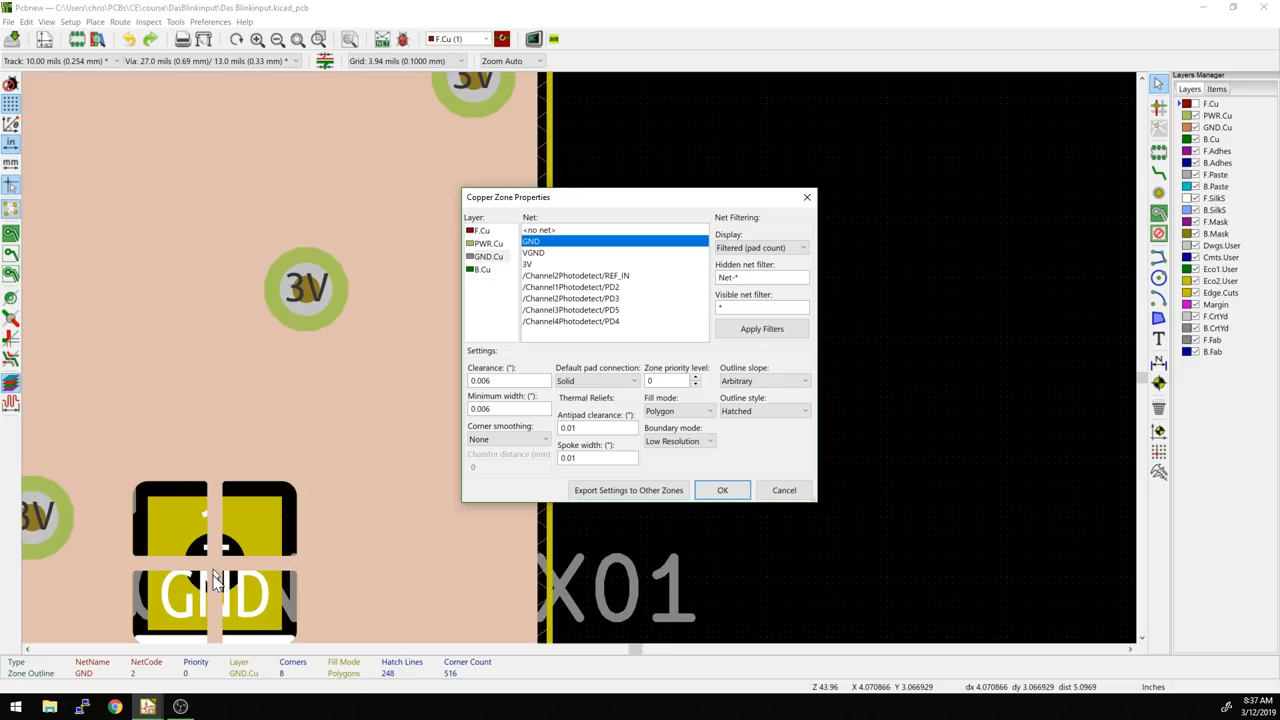 Pcbnew — C:\Users\chris\PCBs\CE\course\DasBlinkinput\Das Blinkinput.kicad_pcb
File Edit View Setup Place Route Inspect Tools Preferences Help
F.Cu (1)
Track: 10.00 mils (0.254 mm) * Via: 27.0 mils (0.69 mm)/ 13.0 mils (0.33 mm) * Grid: 3.94 mils (0.1000 mm) Zoom Auto
Layers Manager
Layers Items
F.Cu
PWR.Cu
GND.Cu
B.Cu
F.Adhes
B.Adhes
F.Paste
B.Paste
F.SilkS
B.SilkS
F.Mask
B.Mask
Dwgs.User
Cmts.User
Eco1.User
Eco2.User
Edge.Cuts
Margin
F.CrtYd
B.CrtYd
F.Fab
B.Fab
in
mm
3V
3V
3V
1
GND
X01
Copper Zone Properties
Layer:
F.Cu
PWR.Cu
GND.Cu
B.Cu
Net:
<no net>
GND
VGND
3V
/Channel2Photodetect/REF_IN
/Channel1Photodetect/PD2
/Channel2Photodetect/PD3
/Channel3Photodetect/PD5
/Channel4Photodetect/PD4
Net Filtering:
Display:
Filtered (pad count)
Hidden net filter:
Net-*
Visible net filter:
*
Apply Filters
Settings:
Clearance: ("):
0.006
Minimum width: ("):
0.006
Corner smoothing:
None
Chamfer distance (mm):
0
Default pad connection:
Solid
Thermal Reliefs:
Antipad clearance: ("):
0.01
Spoke width: ("):
0.01
Zone priority level:
0
Fill mode:
Polygon
Boundary mode:
Low Resolution
Outline slope:
Arbitrary
Outline style:
Hatched
Export Settings to Other Zones OK Cancel
Type NetName NetCode Priority Layer Corners Fill Mode Hatch Lines Corner Count
Zone Outline GND 2 0 GND.Cu 8 Polygons 248 516
Z 43.96 X 4.070866 Y 3.066929 dx 4.070866 dy 3.066929 dist 5.0969 Inches
8:37 AM
3/12/2019